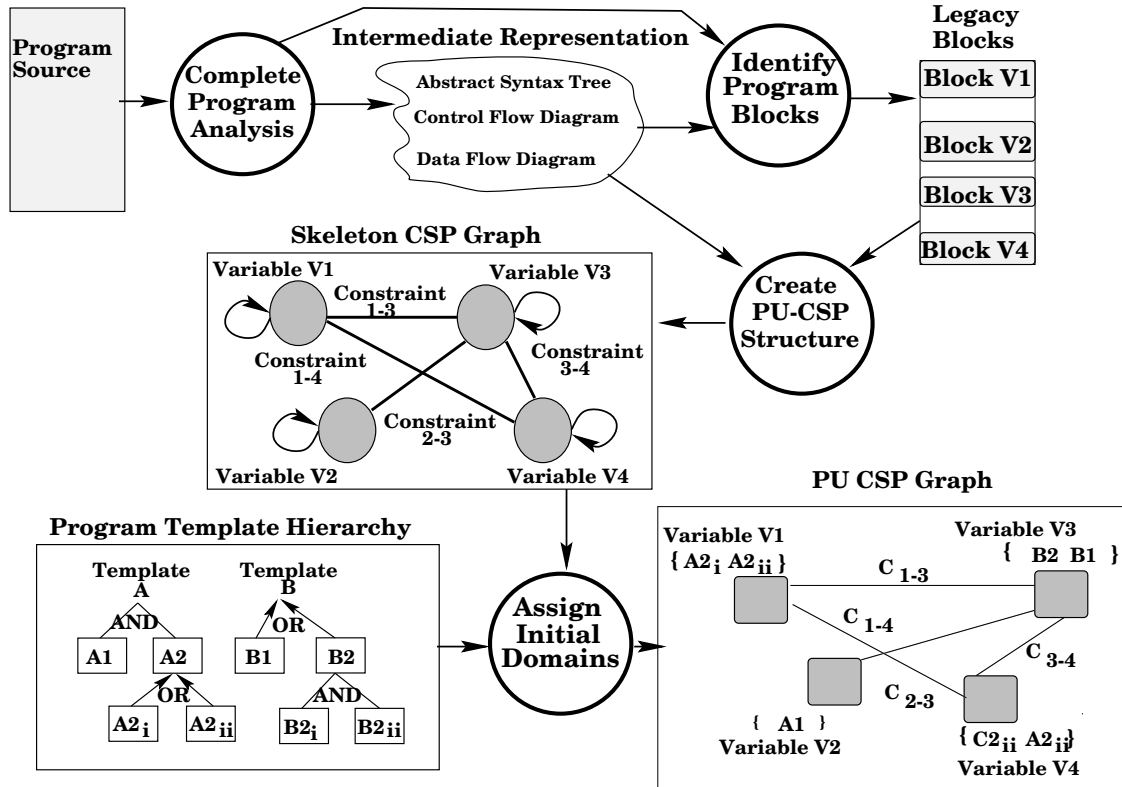 Program
Source
Complete
Program
Analysis
Intermediate Representation
Abstract Syntax Tree
Control Flow Diagram
Data Flow Diagram
Identify
Program
Blocks
Legacy
Blocks
Block V1
Block V2
Block V3
Block V4
Create
PU-CSP
Structure
Skeleton CSP Graph
Variable V1
Variable V3
Constraint
1-3
Constraint
1-4
Constraint
3-4
Constraint
2-3
Variable V2
Variable V4
Program Template Hierarchy
Template
A
AND
A1
A2
OR
A2i
A2ii
Template
B
OR
B1
B2
AND
B2i
B2ii
Assign
Initial
Domains
PU CSP Graph
Variable V1
{ A2i A2ii }
Variable V3
{ B2 B1 }
C1-3
C1-4
C3-4
C2-3
{ A1 }
Variable V2
{ C2ii A2ii }
Variable V4